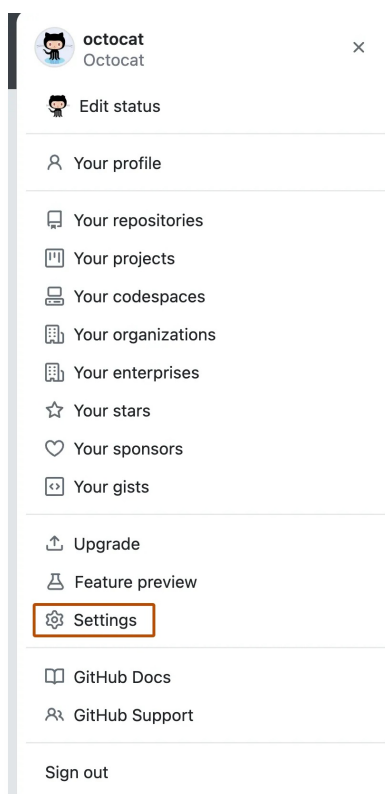 octocat
Octocat
Edit status
Your profile
Your repositories
Your projects
Your codespaces
Your organizations
Your enterprises
Your stars
Your sponsors
Your gists
Upgrade
Feature preview
Settings
GitHub Docs
GitHub Support
Sign out